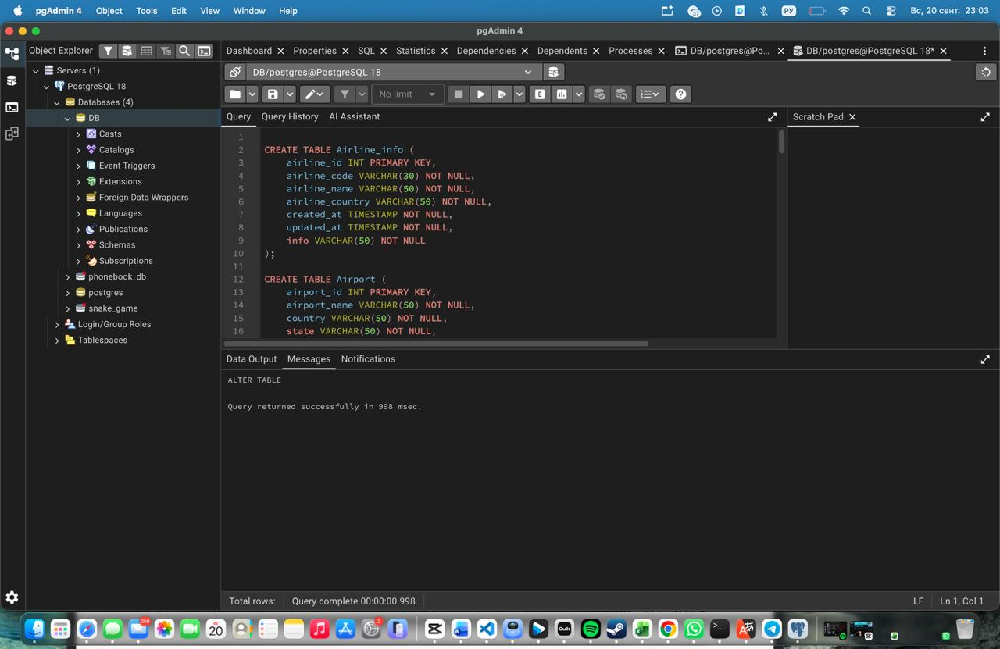 pgAdmin 4 Object Tools Edit View Window Help 37 РУ Вс, 20 сент. 23:03
pgAdmin 4
Object Explorer
Dashboard Properties SQL Statistics Dependencies Dependents Processes DB/postgres@Po... DB/postgres@PostgreSQL 18*
Servers (1)
PostgreSQL 18
Databases (4)
DB
Casts
Catalogs
Event Triggers
Extensions
Foreign Data Wrappers
Languages
Publications
Schemas
Subscriptions
phonebook_db
postgres
snake_game
Login/Group Roles
Tablespaces
DB/postgres@PostgreSQL 18
No limit E
Query Query History AI Assistant
Scratch Pad
1
2 CREATE TABLE Airline_info (
3 airline_id INT PRIMARY KEY,
4 airline_code VARCHAR(30) NOT NULL,
5 airline_name VARCHAR(50) NOT NULL,
6 airline_country VARCHAR(50) NOT NULL,
7 created_at TIMESTAMP NOT NULL,
8 updated_at TIMESTAMP NOT NULL,
9 info VARCHAR(50) NOT NULL
10 );
11
12 CREATE TABLE Airport (
13 airport_id INT PRIMARY KEY,
14 airport_name VARCHAR(50) NOT NULL,
15 country VARCHAR(50) NOT NULL,
16 state VARCHAR(50) NOT NULL,
Data Output Messages Notifications
ALTER TABLE
Query returned successfully in 998 msec.
Total rows: Query complete 00:00:00.998 LF Ln 1, Col 1
259 20 Quik 2